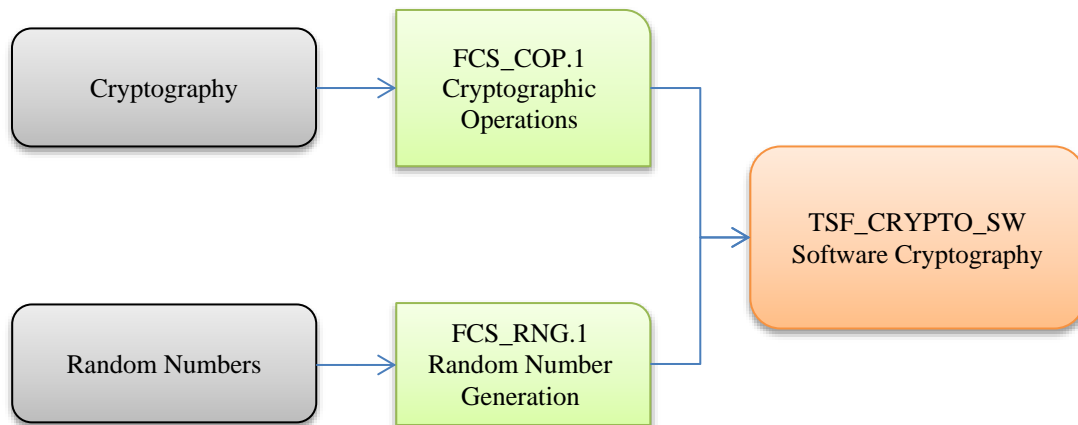 Cryptography
FCS_COP.1
Cryptographic
Operations
TSF_CRYPTO_SW
Software Cryptography
Random Numbers
FCS_RNG.1
Random Number
Generation